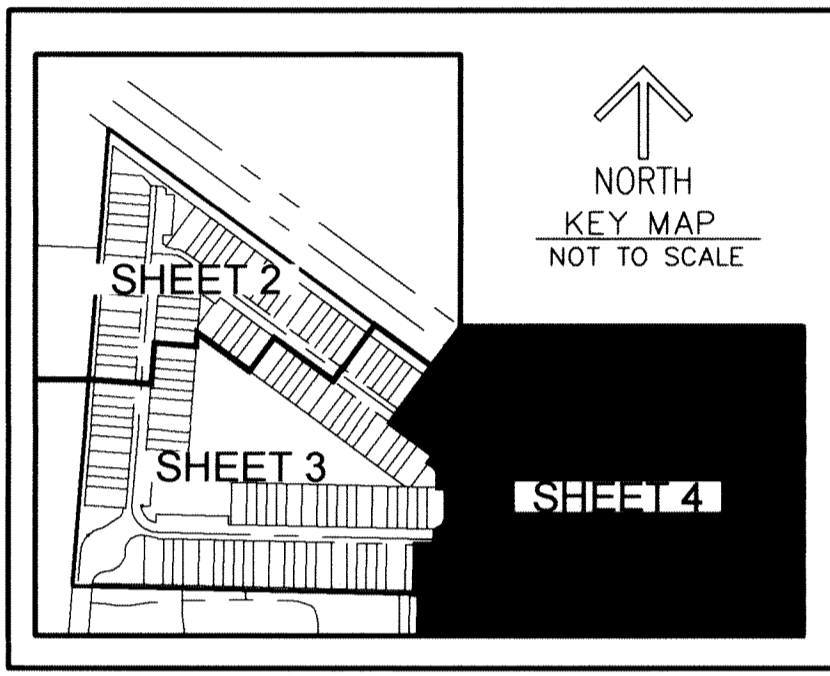 NORTH
KEY MAP
NOT TO SCALE
SHEET 2
SHEET 3
SHEET 4